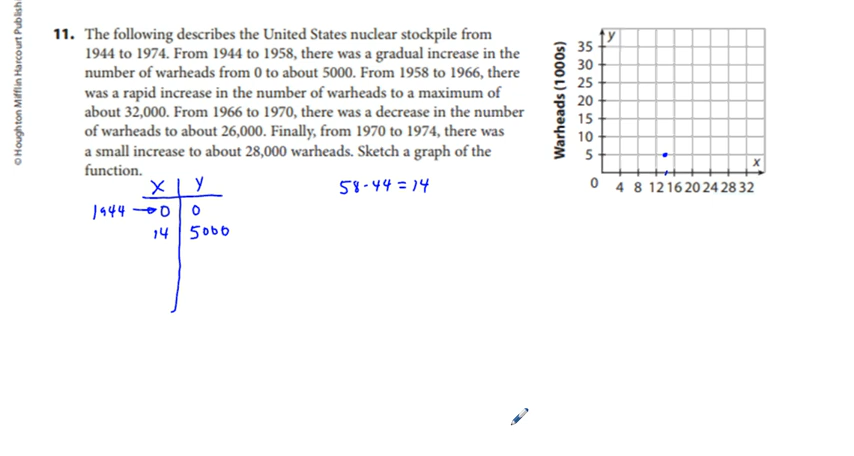 © Houghton Mifflin Harcourt Publish
11. The following describes the United States nuclear stockpile from
1944 to 1974. From 1944 to 1958, there was a gradual increase in the
number of warheads from 0 to about 5000. From 1958 to 1966, there
was a rapid increase in the number of warheads to a maximum of
about 32,000. From 1966 to 1970, there was a decrease in the number
of warheads to about 26,000. Finally, from 1970 to 1974, there was
a small increase to about 28,000 warheads. Sketch a graph of the
function.
X Y
1944 → 0 0
14 5000
58 - 44 = 14
Warheads (1000s)
y
35
30
25
20
15
10
5
x
0 4 8 12 16 20 24 28 32